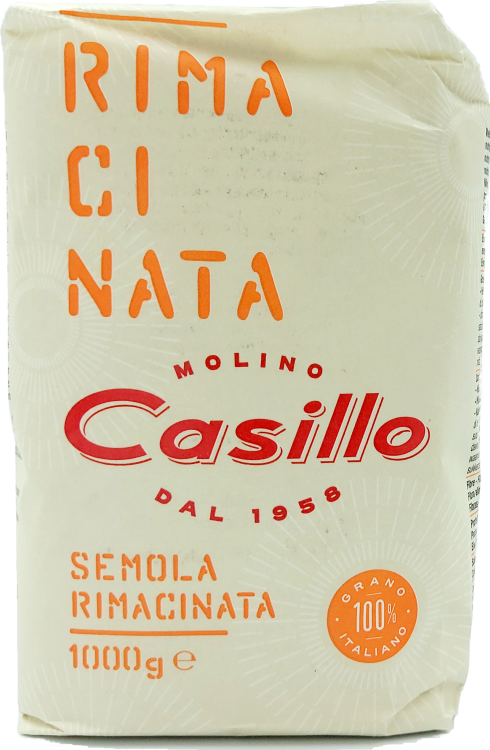 RIMA
CI
NATA
MOLINO
Casillo
DAL 1958
SEMOLA
RIMACINATA
1000g ℮
GRANO
100%
ITALIANO